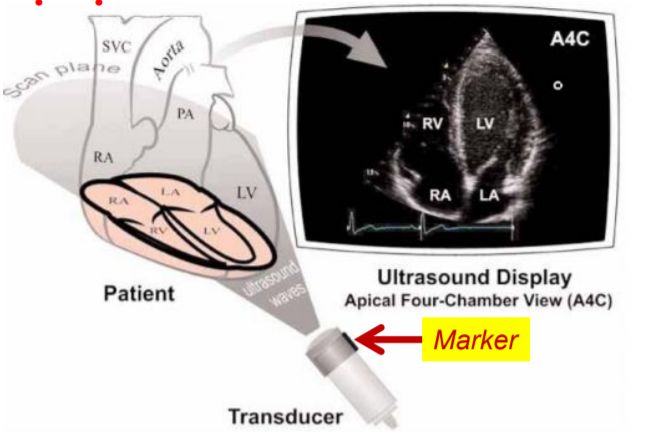 SVC
Aorta
Scan plane
PA
RA
LV
LA
RA
RV
LV
ultrasound
waves
Patient
Marker
Transducer
A4C
RV
LV
RA
LA
Ultrasound Display
Apical Four-Chamber View (A4C)